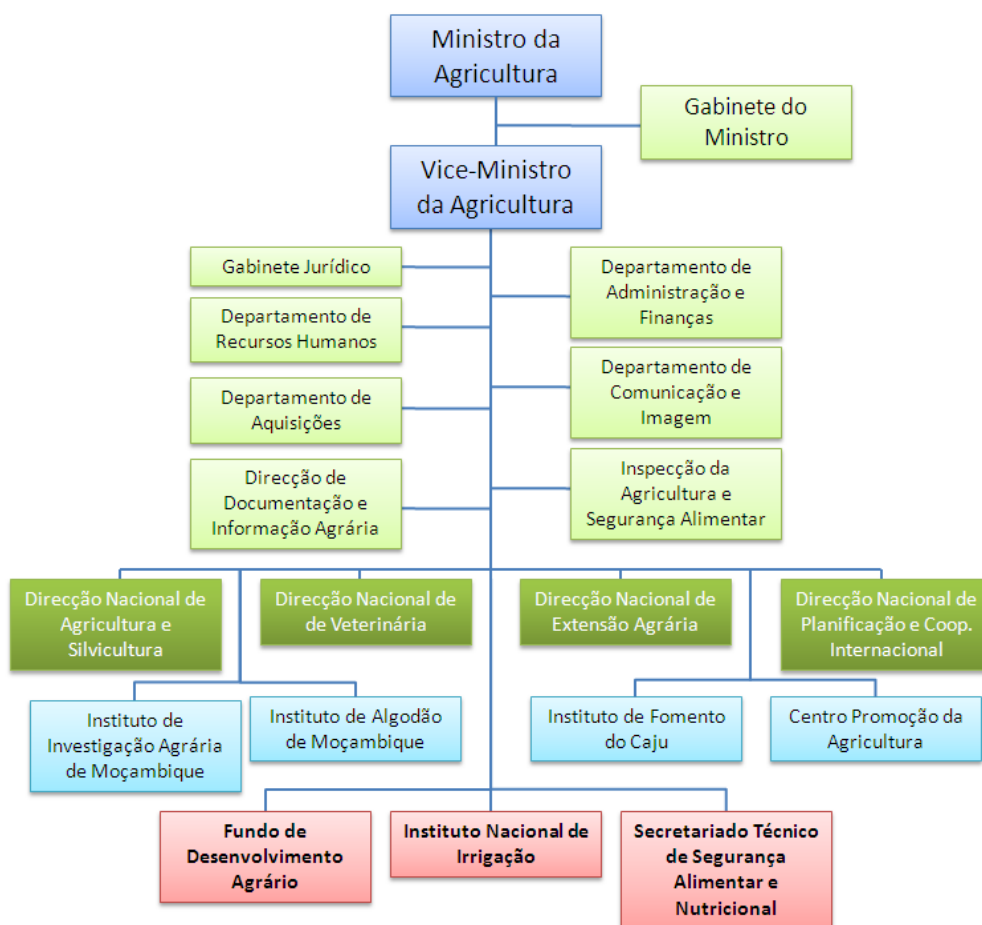 Ministro da
Agricultura
Gabinete do
Ministro
Vice-Ministro
da Agricultura
Gabinete Jurídico
Departamento de
Administração e
Finanças
Departamento de
Recursos Humanos
Departamento de
Comunicação e
Imagem
Departamento de
Aquisições
Inspecção da
Agricultura e
Segurança Alimentar
Direcção de
Documentação e
Informação Agrária
Direcção Nacional de
Agricultura e
Silvicultura
Direcção Nacional de
de Veterinária
Direcção Nacional de
Extensão Agrária
Direcção Nacional de
Planificação e Coop.
Internacional
Instituto de
Investigação Agrária
de Moçambique
Instituto de Algodão
de Moçambique
Instituto de Fomento
do Caju
Centro Promoção da
Agricultura
Fundo de
Desenvolvimento
Agrário
Instituto Nacional de
Irrigação
Secretariado Técnico
de Segurança
Alimentar e
Nutricional